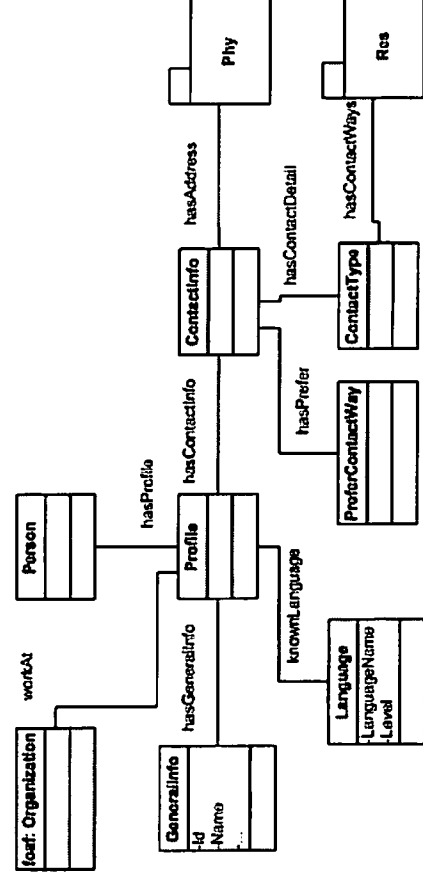 foaf: Organization
workAt
Person
hasProfile
GeneralInfo
-Id
-Name
...
hasGeneralInfo
Profile
hasContactInfo
ContactInfo
hasAddress
Phy
knownLanguage
Language
-LanguageName
-Level
hasPrefer
PreferContactWay
hasContactDetail
ContactType
hasContactWays
Res